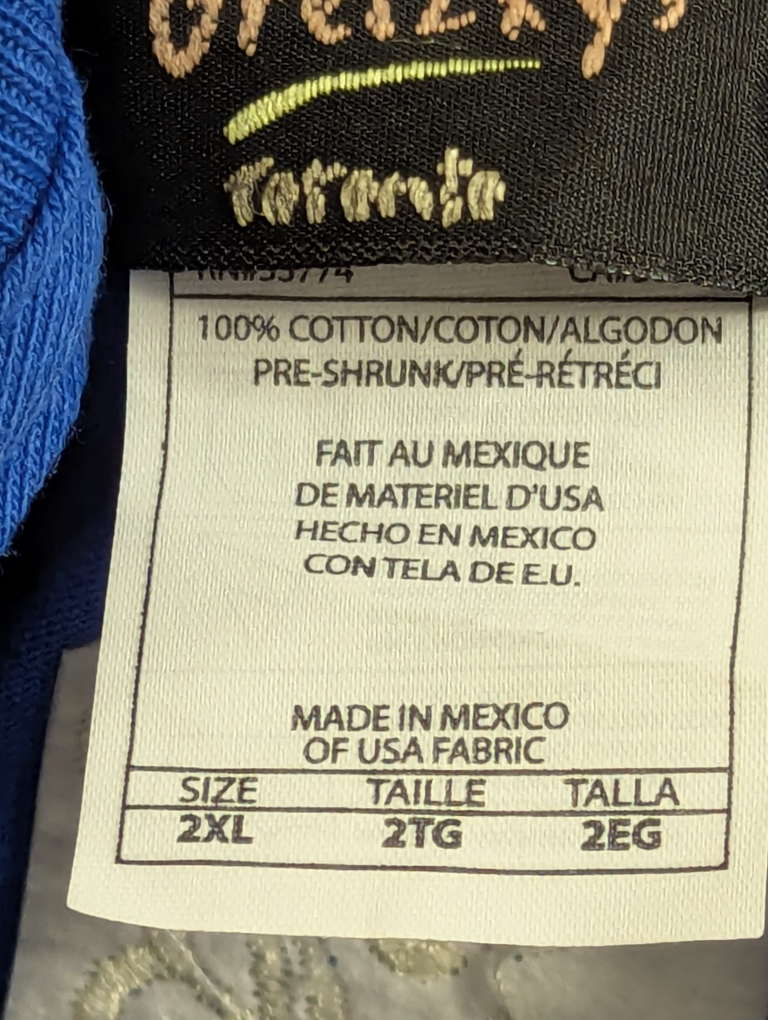 Toronto
100% COTTON/COTON/ALGODON
PRE-SHRUNK/PRÉ-RÉTRÉCI
FAIT AU MEXIQUE
DE MATERIEL D'USA
HECHO EN MEXICO
CON TELA DE E.U.
MADE IN MEXICO
OF USA FABRIC
SIZE TAILLE TALLA
2XL 2TG 2EG